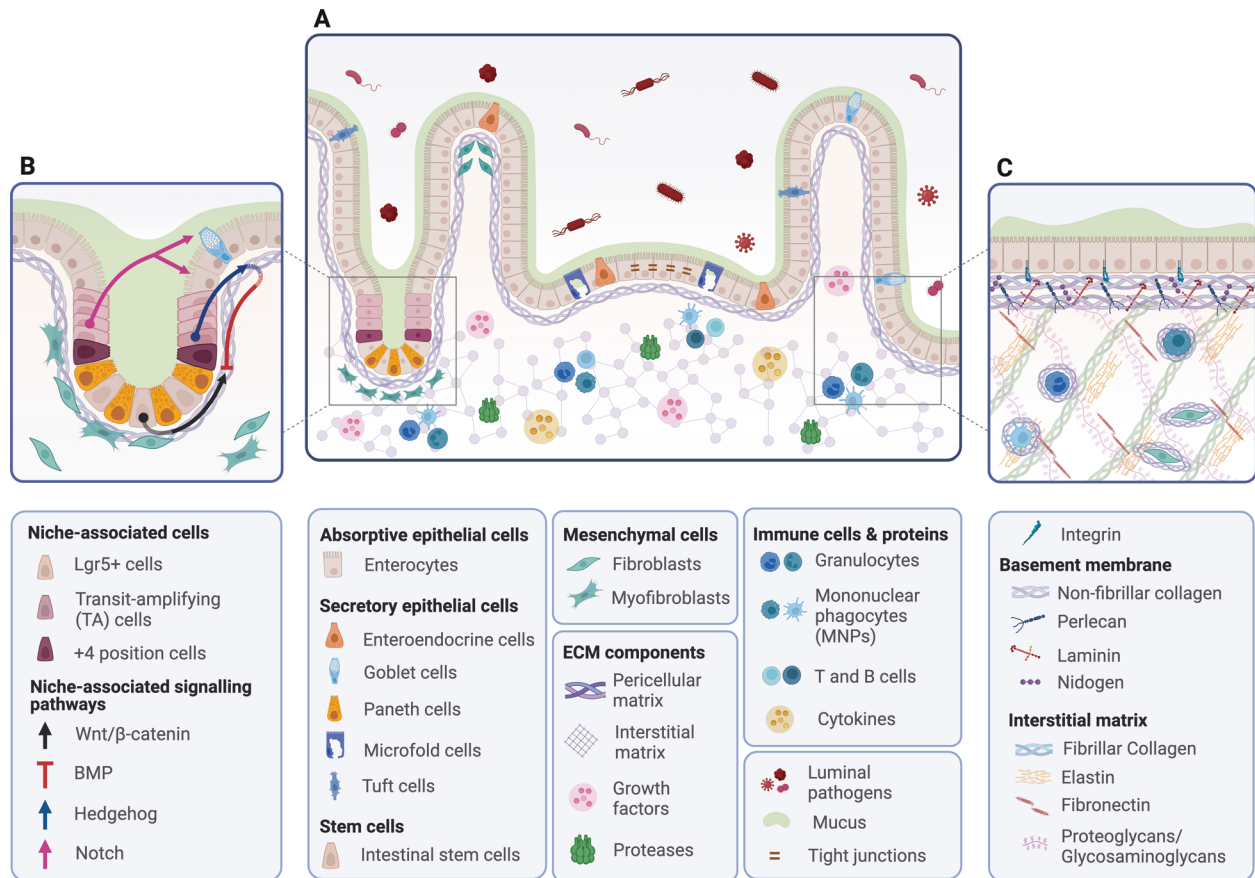 A
B
C
Niche-associated cells
Lgr5+ cells
Transit-amplifying
(TA) cells
+4 position cells
Niche-associated signalling
pathways
Wnt/β-catenin
BMP
Hedgehog
Notch
Absorptive epithelial cells
Enterocytes
Secretory epithelial cells
Enteroendocrine cells
Goblet cells
Paneth cells
Microfold cells
Tuft cells
Stem cells
Intestinal stem cells
Mesenchymal cells
Fibroblasts
Myofibroblasts
ECM components
Pericellular
matrix
Interstitial
matrix
Growth
factors
Proteases
Immune cells & proteins
Granulocytes
Mononuclear
phagocytes
(MNPs)
T and B cells
Cytokines
Luminal
pathogens
Mucus
Tight junctions
Integrin
Basement membrane
Non-fibrillar collagen
Perlecan
Laminin
Nidogen
Interstitial matrix
Fibrillar Collagen
Elastin
Fibronectin
Proteoglycans/
Glycosaminoglycans